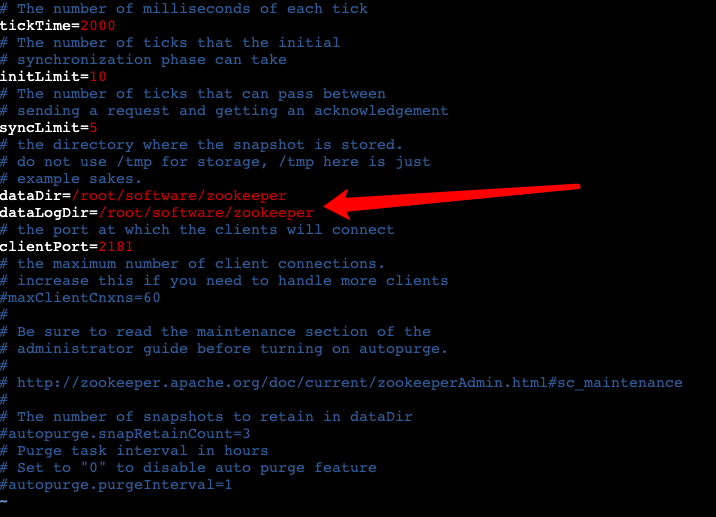 # The number of milliseconds of each tick
tickTime=2000
# The number of ticks that the initial
# synchronization phase can take
initLimit=10
# The number of ticks that can pass between
# sending a request and getting an acknowledgement
syncLimit=5
# the directory where the snapshot is stored.
# do not use /tmp for storage, /tmp here is just
# example sakes.
dataDir=/root/software/zookeeper
dataLogDir=/root/software/zookeeper
# the port at which the clients will connect
clientPort=2181
# the maximum number of client connections.
# increase this if you need to handle more clients
#maxClientCnxns=60
#
# Be sure to read the maintenance section of the
# administrator guide before turning on autopurge.
#
# http://zookeeper.apache.org/doc/current/zookeeperAdmin.html#sc_maintenance
#
# The number of snapshots to retain in dataDir
#autopurge.snapRetainCount=3
# Purge task interval in hours
# Set to "0" to disable auto purge feature
#autopurge.purgeInterval=1
~